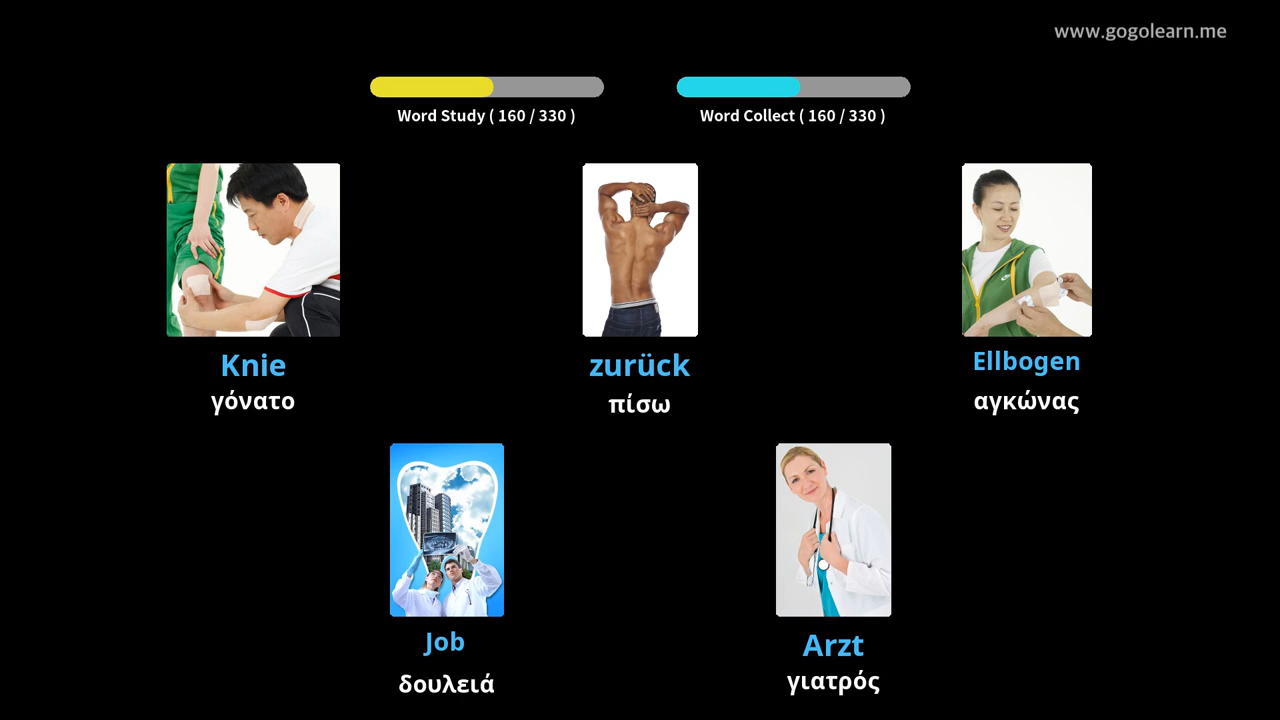 www.gogolearn.me
Word Study ( 160 / 330 )
Word Collect ( 160 / 330 )
Knie
γόνατο
zurück
πίσω
Ellbogen
αγκώνας
Job
δουλειά
Arzt
γιατρός